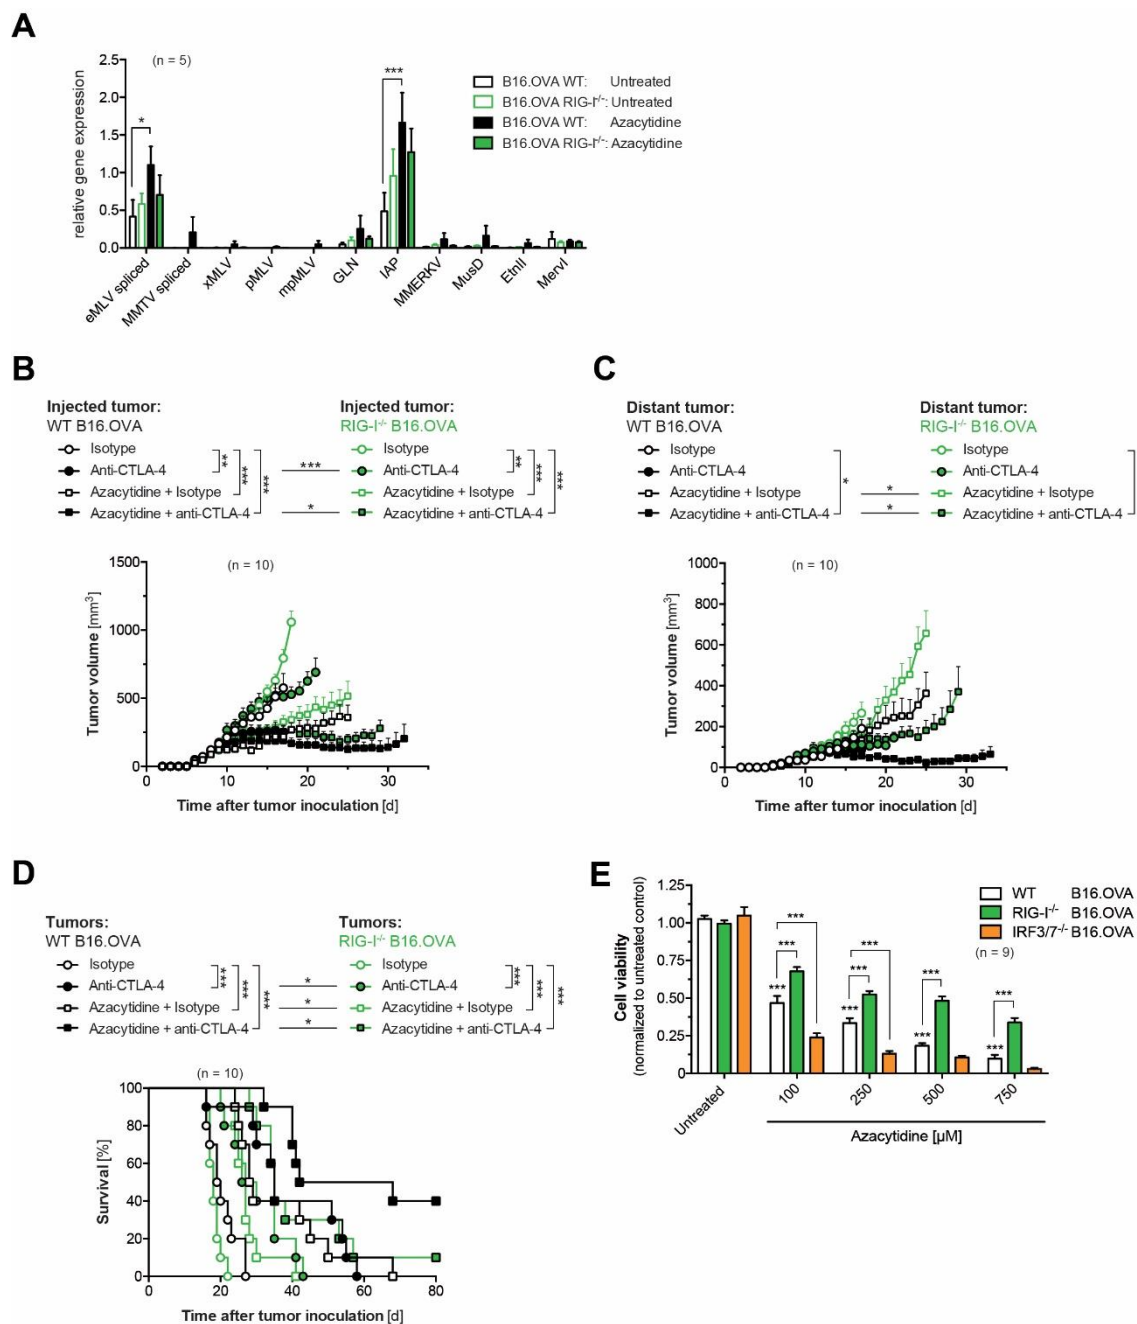 A
relative gene expression
2.5
2.0
1.5
1.0
0.5
0.0
(n = 5)
*
***
B16.OVA WT: Untreated
B16.OVA RIG-I-/-: Untreated
B16.OVA WT: Azacytidine
B16.OVA RIG-I-/-: Azacytidine
eMLV spliced
MMTV spliced
xMLV
pMLV
mpMLV
GLN
IAP
MMERKV
MusD
EtnII
MervI
B
Injected tumor:
WT B16.OVA
Isotype
Anti-CTLA-4
Azacytidine + Isotype
Azacytidine + anti-CTLA-4
**
***
***
***
*
Injected tumor:
RIG-I-/- B16.OVA
Isotype
Anti-CTLA-4
Azacytidine + Isotype
Azacytidine + anti-CTLA-4
**
***
***
(n = 10)
Tumor volume [mm³]
1500
1000
500
0
0
10
20
30
Time after tumor inoculation [d]
C
Distant tumor:
WT B16.OVA
Isotype
Anti-CTLA-4
Azacytidine + Isotype
Azacytidine + anti-CTLA-4
*
*
*
Distant tumor:
RIG-I-/- B16.OVA
Isotype
Anti-CTLA-4
Azacytidine + Isotype
Azacytidine + anti-CTLA-4
*
(n = 10)
Tumor volume [mm³]
1000
800
600
400
200
0
0
10
20
30
Time after tumor inoculation [d]
D
Tumors:
WT B16.OVA
Isotype
Anti-CTLA-4
Azacytidine + Isotype
Azacytidine + anti-CTLA-4
***
***
***
*
*
*
Tumors:
RIG-I-/- B16.OVA
Isotype
Anti-CTLA-4
Azacytidine + Isotype
Azacytidine + anti-CTLA-4
***
***
***
(n = 10)
Survival [%]
100
80
60
40
20
0
0
20
40
60
80
Time after tumor inoculation [d]
E
Cell viability
(normalized to untreated control)
1.25
1.00
0.75
0.50
0.25
0
WT B16.OVA
RIG-I-/- B16.OVA
IRF3/7-/- B16.OVA
(n = 9)
***
***
***
***
***
***
***
***
***
***
Untreated
100
250
500
750
Azacytidine [µM]